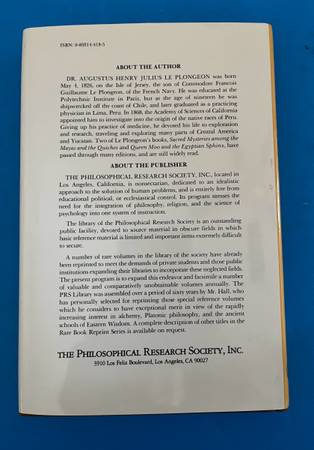 ISBN: 0-89314-418-5
ABOUT THE AUTHOR
DR. AUGUSTUS HENRY JULIUS LE PLONGEON was born
May 4, 1826, on the Isle of Jersey, the son of Commodore Francis
Guillaume Le Plongeon, of the French Navy. He was educated at the
Polytechnic Institute in Paris, but at the age of nineteen he was
shipwrecked off the coast of Chile, and later graduated as a practicing
physician in Lima, Peru. In 1868, the Academy of Sciences of California
appointed him to investigate into the origin of the native races of Peru.
Giving up his practice of medicine, he devoted his life to exploration
and research, traveling and exploring many parts of Central America
and Yucatan. Two of Le Plongeon's books, Sacred Mysteries among the
Mayas and the Quiches and Queen Moo and the Egyptian Sphinx, have
passed through many editions, and are still widely read.
ABOUT THE PUBLISHER
THE PHILOSOPHICAL RESEARCH SOCIETY, INC., located in
Los Angeles, California, is nonsectarian, dedicated to an idealistic
approach to the solution of human problems, and is entirely free from
educational, political, or ecclesiastical control. Its program stresses the
need for the integration of philosophy, religion, and the science of
psychology into one system of instruction.
The library of the Philosophical Research Society is an outstanding
public facility, devoted to source material in obscure fields in which
basic reference material is limited and important items extremely difficult
to secure.
A number of rare volumes in the library of the society have already
been reprinted to meet the demands of private students and those public
institutions expanding their libraries to incorporate these neglected fields.
The present program is to expand this endeavor and facsimile a number
of valuable and comparatively unobtainable volumes annually. The
PRS Library was assembled over a period of sixty years by Mr. Hall, who
has personally selected for reprinting those special reference volumes
which he considers to have exceptional merit in view of the rapidly
increasing interest in alchemy, Platonic philosophy, and the ancient
schools of Eastern Wisdom. A complete description of other titles in the
Rare Book Reprint Series is available on request.
THE PHILOSOPHICAL RESEARCH SOCIETY, INC.
3910 Los Feliz Boulevard, Los Angeles, CA 90027